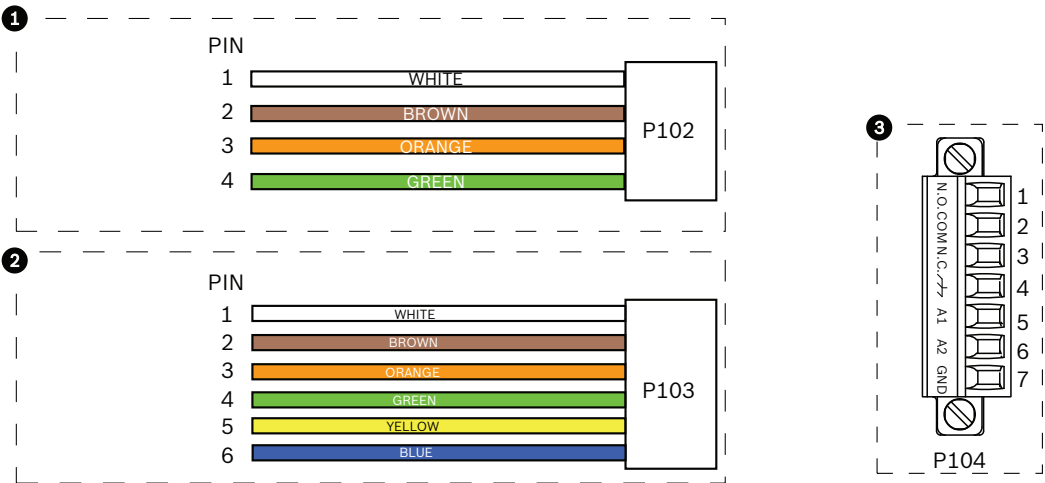 1
PIN
1 WHITE
2 BROWN
3 ORANGE
4 GREEN
P102
2
PIN
1 WHITE
2 BROWN
3 ORANGE
4 GREEN
5 YELLOW
6 BLUE
P103
3
N.O. 1
COM 2
N.C. 3
4
A1 5
A2 6
GND 7
P104